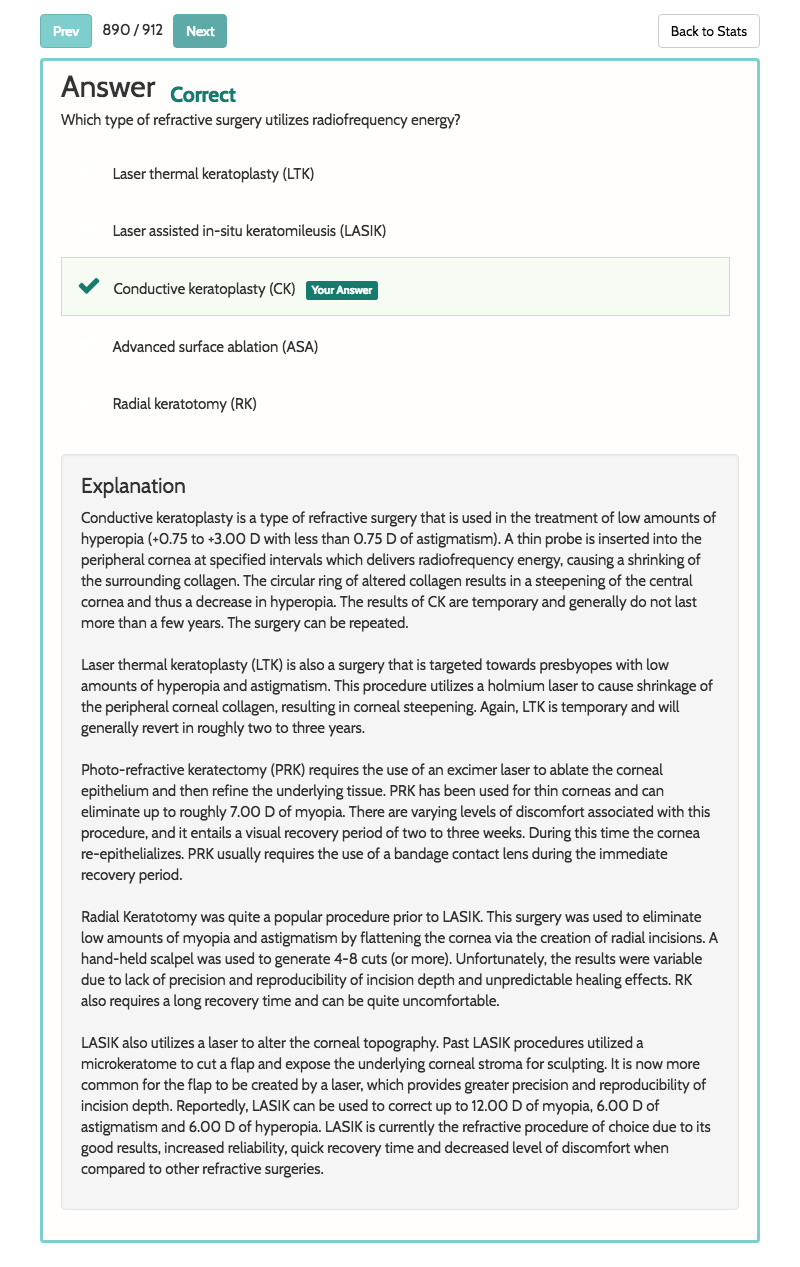 Prev 890 / 912 Next Back to Stats
Answer Correct
Which type of refractive surgery utilizes radiofrequency energy?
Laser thermal keratoplasty (LTK)
Laser assisted in-situ keratomileusis (LASIK)
Conductive keratoplasty (CK) Your Answer
Advanced surface ablation (ASA)
Radial keratotomy (RK)
Explanation
Conductive keratoplasty is a type of refractive surgery that is used in the treatment of low amounts of
hyperopia (+0.75 to +3.00 D with less than 0.75 D of astigmatism). A thin probe is inserted into the
peripheral cornea at specified intervals which delivers radiofrequency energy, causing a shrinking of
the surrounding collagen. The circular ring of altered collagen results in a steepening of the central
cornea and thus a decrease in hyperopia. The results of CK are temporary and generally do not last
more than a few years. The surgery can be repeated.
Laser thermal keratoplasty (LTK) is also a surgery that is targeted towards presbyopes with low
amounts of hyperopia and astigmatism. This procedure utilizes a holmium laser to cause shrinkage of
the peripheral corneal collagen, resulting in corneal steepening. Again, LTK is temporary and will
generally revert in roughly two to three years.
Photo-refractive keratectomy (PRK) requires the use of an excimer laser to ablate the corneal
epithelium and then refine the underlying tissue. PRK has been used for thin corneas and can
eliminate up to roughly 7.00 D of myopia. There are varying levels of discomfort associated with this
procedure, and it entails a visual recovery period of two to three weeks. During this time the cornea
re-epithelializes. PRK usually requires the use of a bandage contact lens during the immediate
recovery period.
Radial Keratotomy was quite a popular procedure prior to LASIK. This surgery was used to eliminate
low amounts of myopia and astigmatism by flattening the cornea via the creation of radial incisions. A
hand-held scalpel was used to generate 4-8 cuts (or more). Unfortunately, the results were variable
due to lack of precision and reproducibility of incision depth and unpredictable healing effects. RK
also requires a long recovery time and can be quite uncomfortable.
LASIK also utilizes a laser to alter the corneal topography. Past LASIK procedures utilized a
microkeratome to cut a flap and expose the underlying corneal stroma for sculpting. It is now more
common for the flap to be created by a laser, which provides greater precision and reproducibility of
incision depth. Reportedly, LASIK can be used to correct up to 12.00 D of myopia, 6.00 D of
astigmatism and 6.00 D of hyperopia. LASIK is currently the refractive procedure of choice due to its
good results, increased reliability, quick recovery time and decreased level of discomfort when
compared to other refractive surgeries.